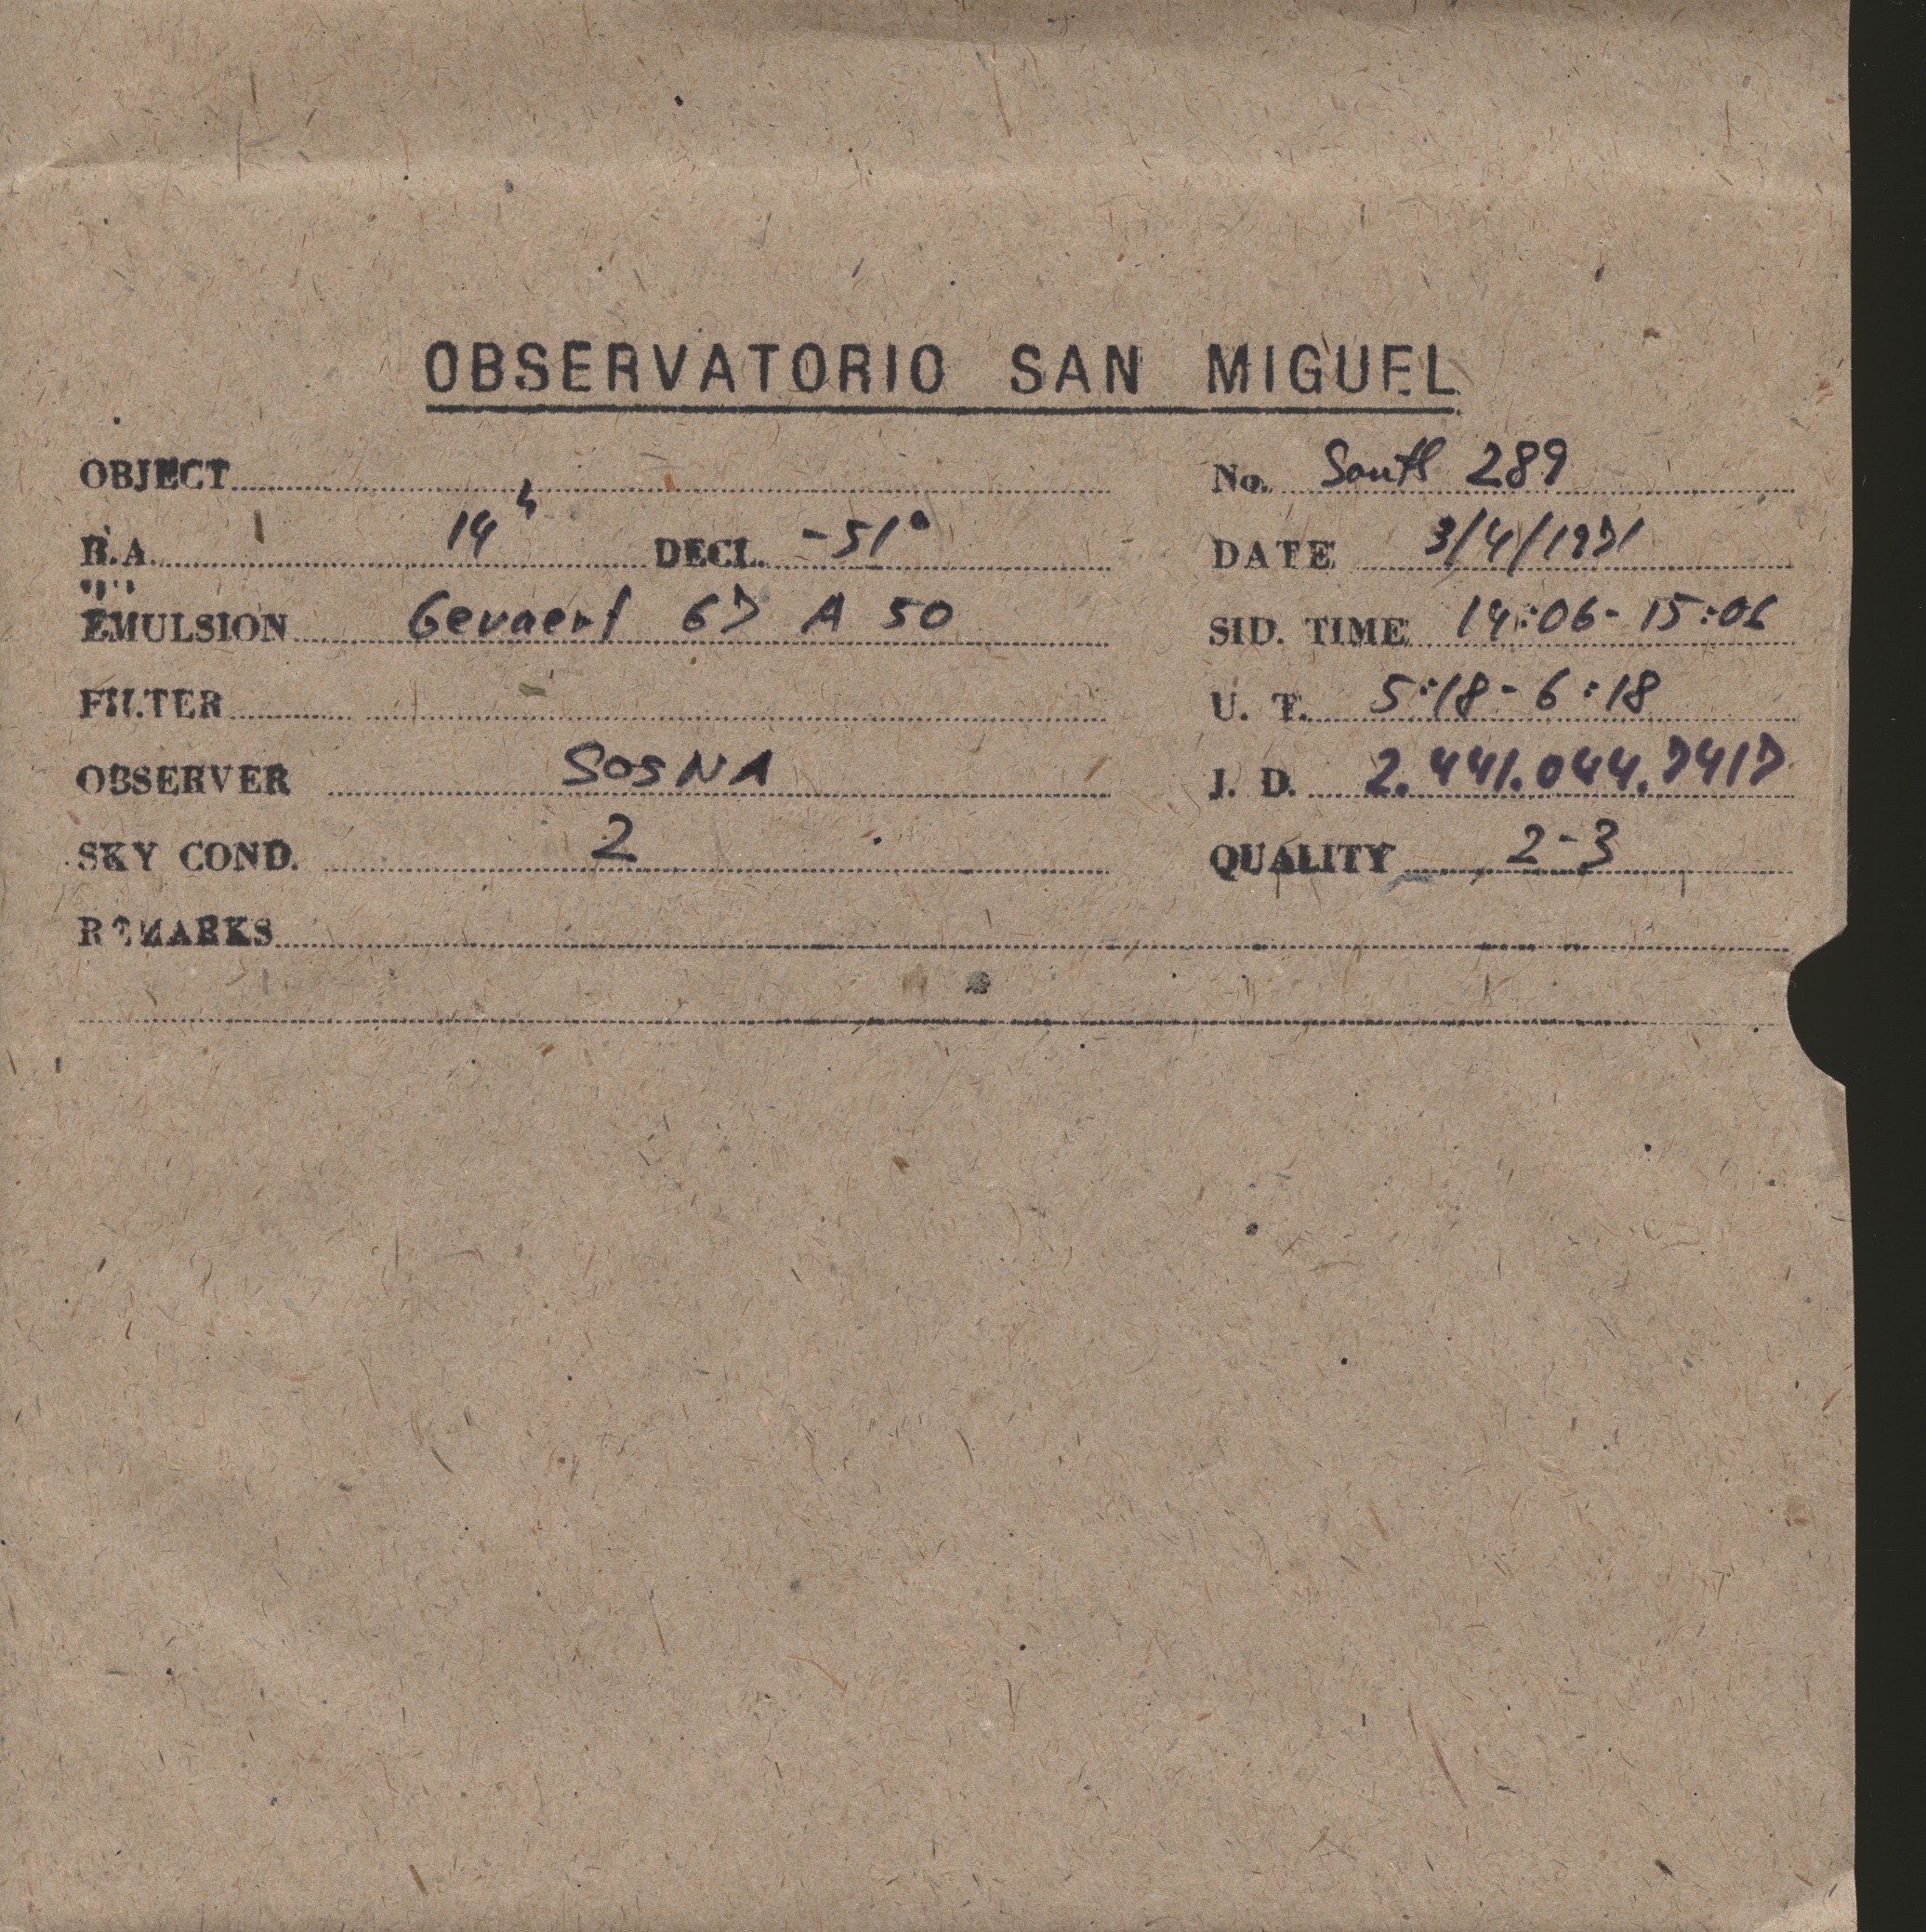 OBSERVATORIO SAN MIGUEL
OBJECT No. South 289
R.A. 14h DECL. -51° DATE 3/4/1971
EMULSION Gevaert 67 A 50 SID. TIME 14:06-15:06
FILTER U. T. 5:18-6:18
OBSERVER SOSNA J. D. 2.441.044.7417
SKY COND. 2 QUALITY 2-3
REMARKS